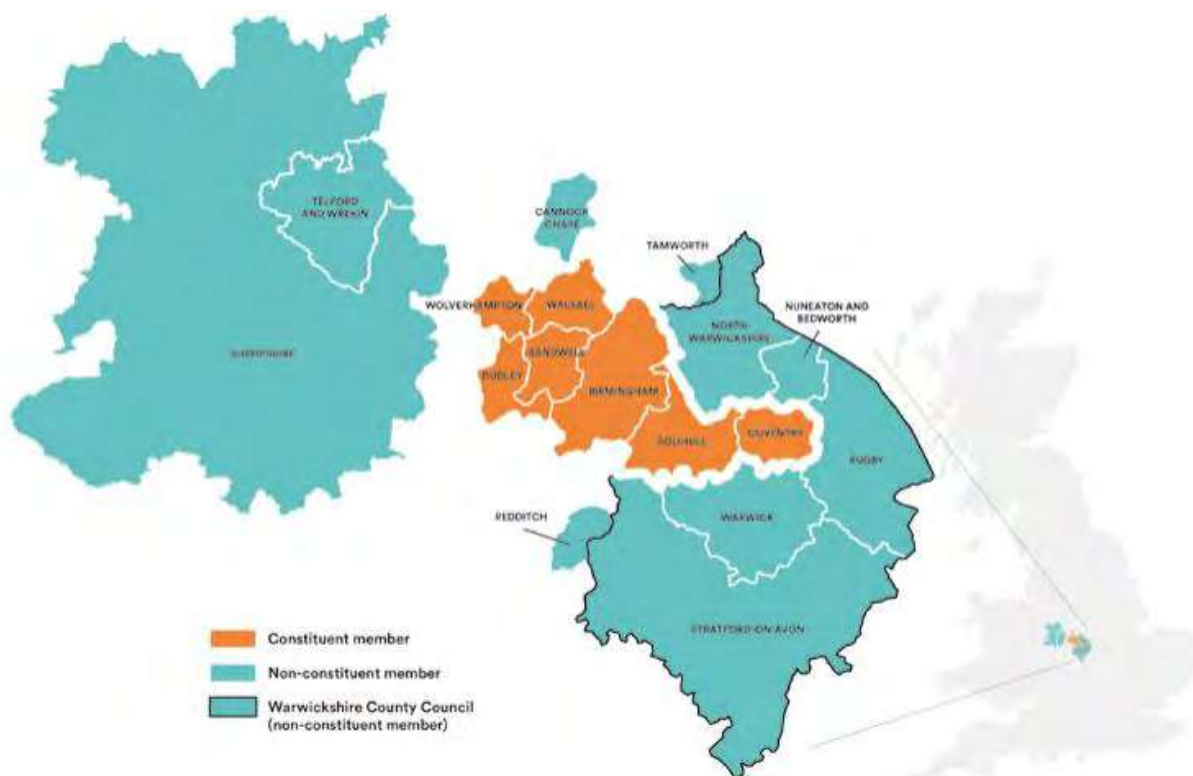 TELFORD
AND WREKIN
CANNOCK
CHASE
TAMWORTH
WOLVERHAMPTON
WALSALL
NUNEATON AND
BEDWORTH
NORTH
WARWICKSHIRE
SHROPSHIRE
SANDWELL
DUDLEY
BIRMINGHAM
SOLIHULL
COVENTRY
RUGBY
REDDITCH
WARWICK
STRATFORD-ON-AVON
Constituent member
Non-constituent member
Warwickshire County Council
(non-constituent member)